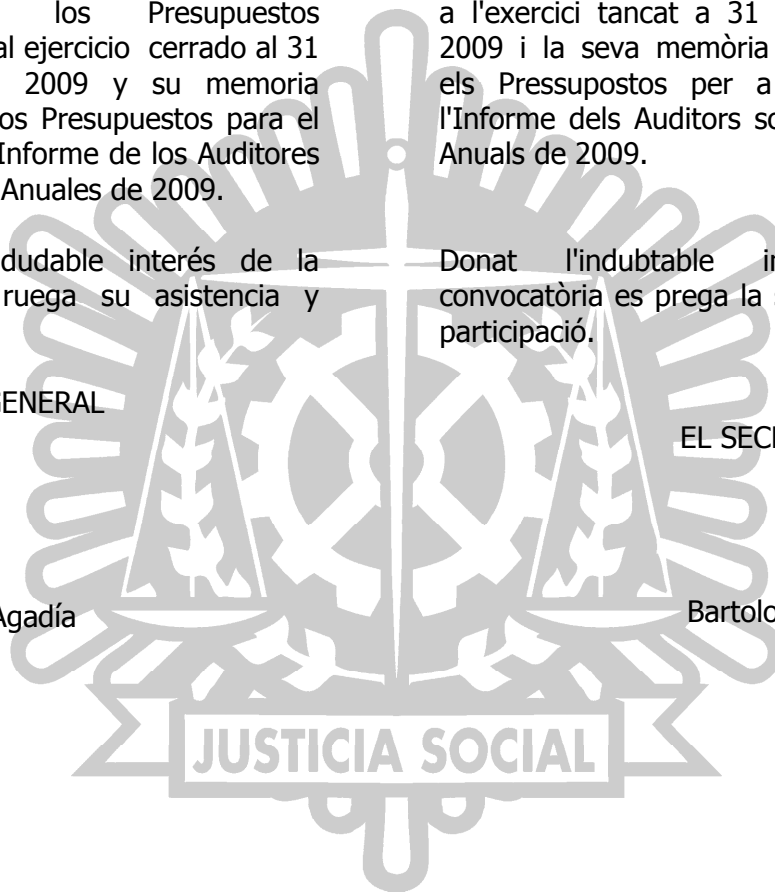 los Presupuestos
al ejercicio cerrado al 31
2009 y su memoria
os Presupuestos para el
Informe de los Auditores
Anuales de 2009.
dudable interés de la
ruega su asistencia y
GENERAL
Agadía
a l'exercici tancat a 31
2009 i la seva memòria
els Pressupostos per a
l'Informe dels Auditors so
Anuals de 2009.
Donat l'indubtable in
convocatòria es prega la s
participació.
EL SECR
Bartolo
JUSTICIA SOCIAL